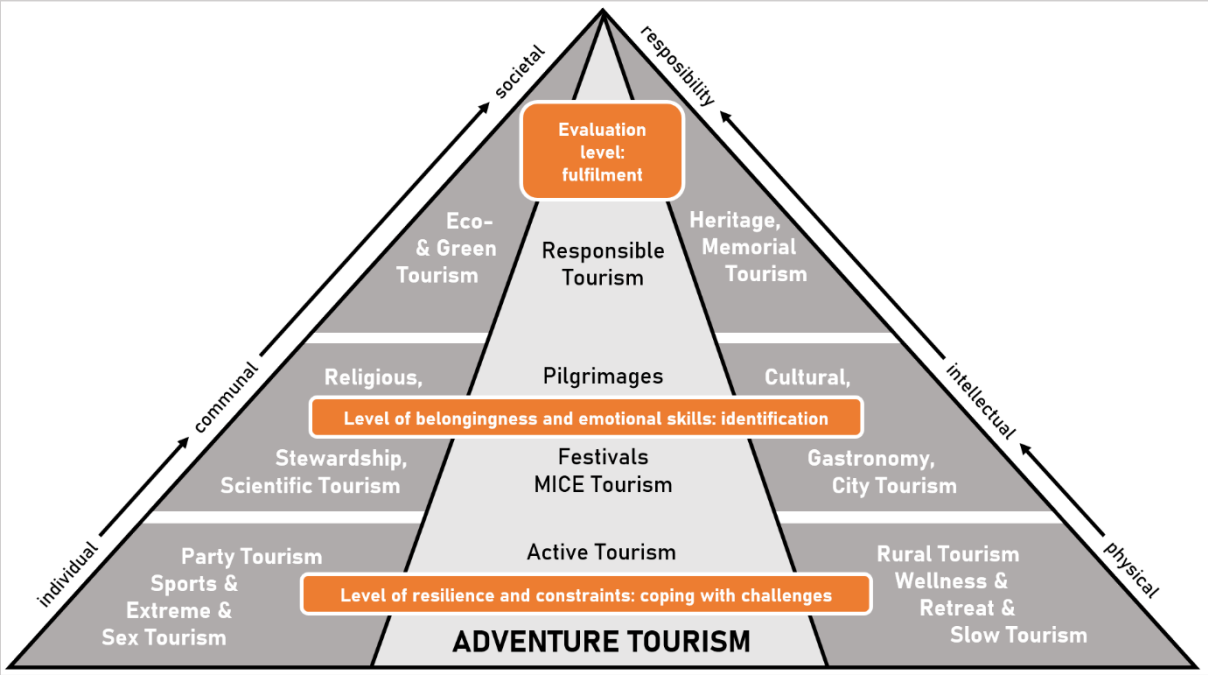 societal
resposibility
Evaluation
level:
fulfilment
Eco-
& Green
Tourism
Responsible
Tourism
Heritage,
Memorial
Tourism
communal
intellectual
Religious,
Pilgrimages
Cultural,
Level of belongingness and emotional skills: identification
Stewardship,
Scientific Tourism
Festivals
MICE Tourism
Gastronomy,
City Tourism
individual
physical
Party Tourism
Sports &
Extreme &
Sex Tourism
Active Tourism
Rural Tourism
Wellness &
Retreat &
Slow Tourism
Level of resilience and constraints: coping with challenges
ADVENTURE TOURISM